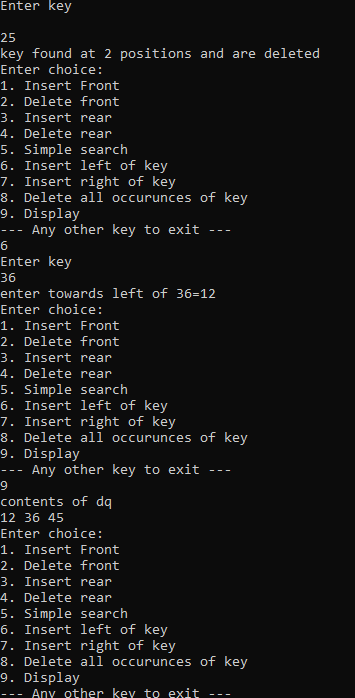 Enter key

25
key found at 2 positions and are deleted
Enter choice:
1. Insert Front
2. Delete front
3. Insert rear
4. Delete rear
5. Simple search
6. Insert left of key
7. Insert right of key
8. Delete all occurunces of key
9. Display
--- Any other key to exit ---
6
Enter key
36
enter towards left of 36=12
Enter choice:
1. Insert Front
2. Delete front
3. Insert rear
4. Delete rear
5. Simple search
6. Insert left of key
7. Insert right of key
8. Delete all occurunces of key
9. Display
--- Any other key to exit ---
9
contents of dq
12 36 45
Enter choice:
1. Insert Front
2. Delete front
3. Insert rear
4. Delete rear
5. Simple search
6. Insert left of key
7. Insert right of key
8. Delete all occurunces of key
9. Display
--- Any other key to exit ---